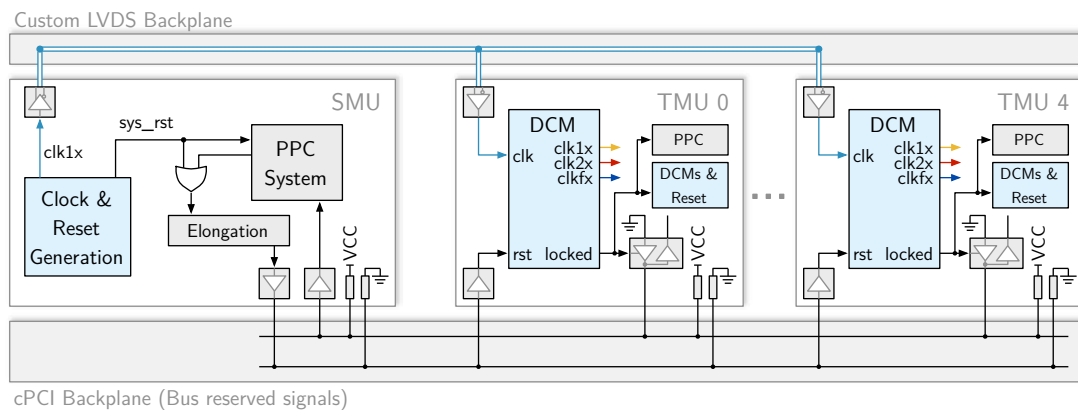 Custom LVDS Backplane
SMU
sys_rst
clk1x
Clock &
Reset
Generation
PPC
System
Elongation
VCC
TMU 0
DCM
clk
clk1x
clk2x
clkfx
rst
locked
PPC
DCMs &
Reset
VCC
...
TMU 4
DCM
clk
clk1x
clk2x
clkfx
rst
locked
PPC
DCMs &
Reset
VCC
cPCI Backplane (Bus reserved signals)